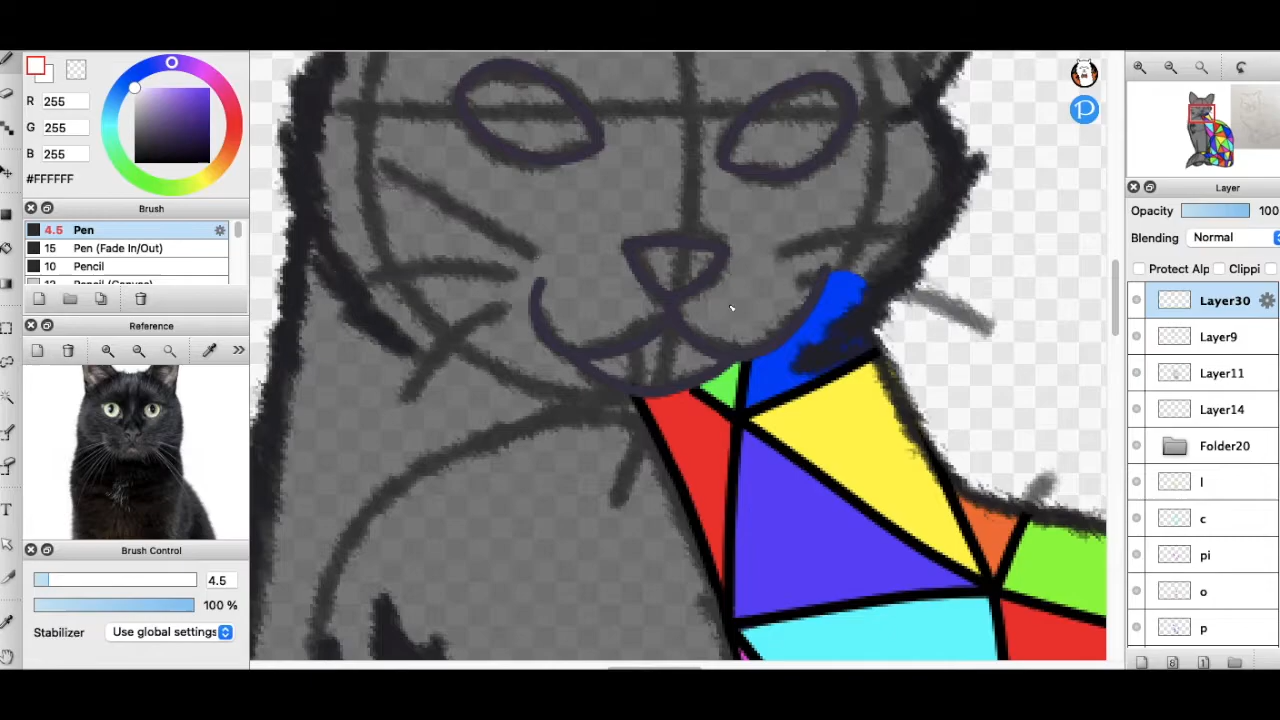 R 255
G 255
B 255
#FFFFFF
Brush
4.5 Pen
15 Pen (Fade In/Out)
10 Pencil
Reference
Brush Control
4.5
100 %
Stabilizer Use global settings
T
P
Layer
Opacity 100
Blending Normal
Protect Alp Clippi
Layer30
Layer9
Layer11
Layer14
Folder20
l
c
pi
o
p